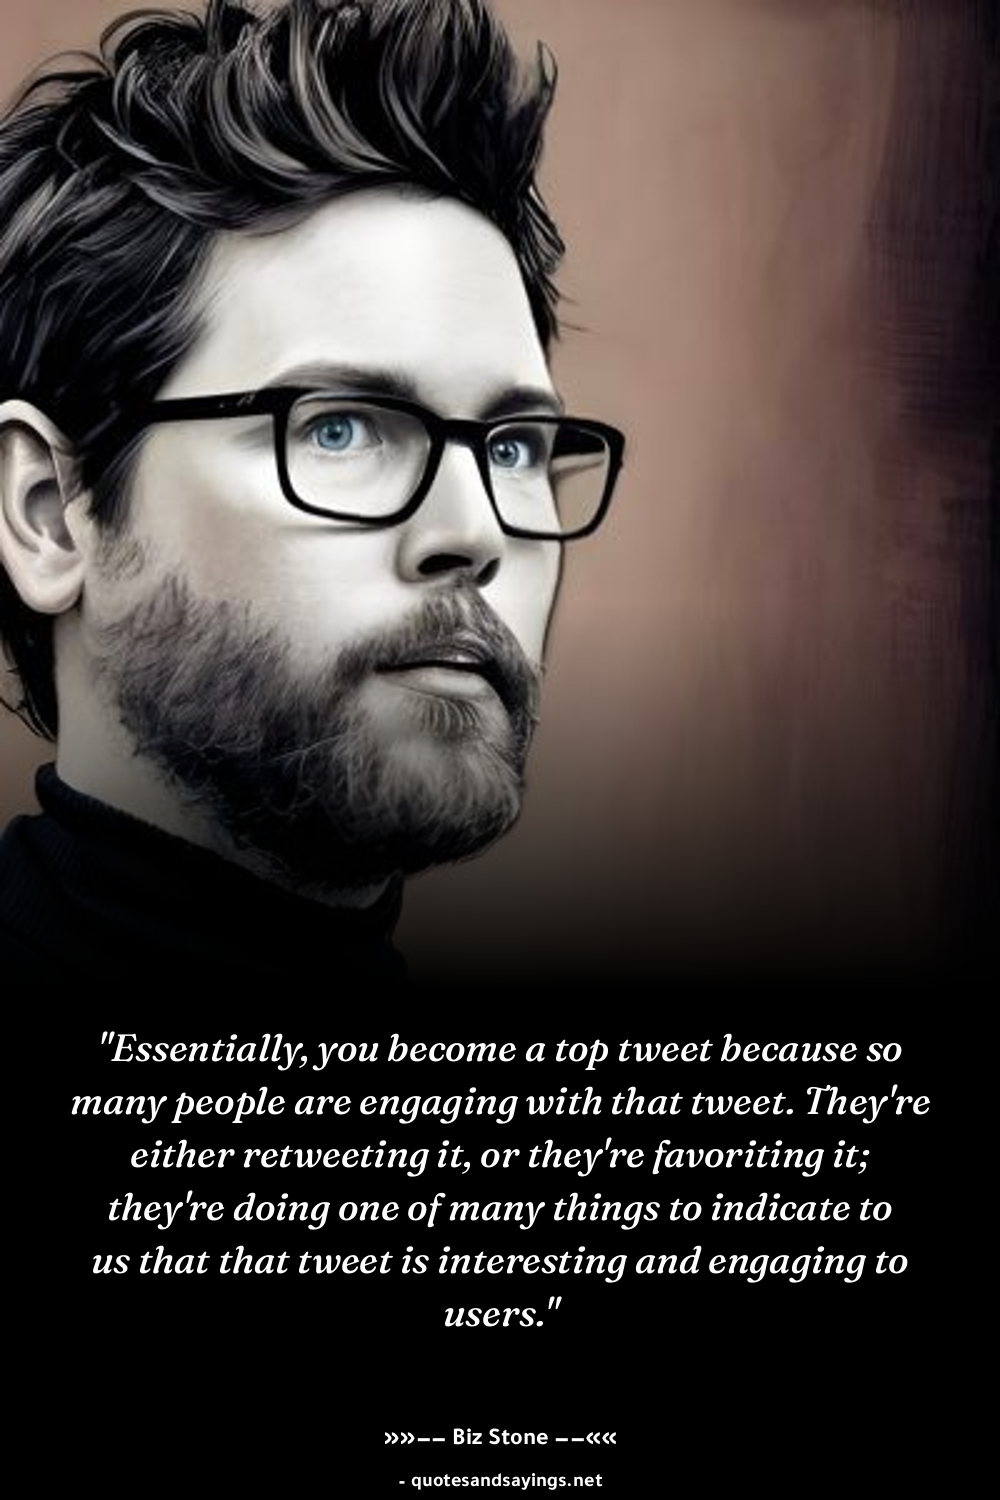 "Essentially, you become a top tweet because so
many people are engaging with that tweet. They're
either retweeting it, or they're favoriting it;
they're doing one of many things to indicate to
us that that tweet is interesting and engaging to
users."
»»−− Biz Stone −−««
- quotesandsayings.net